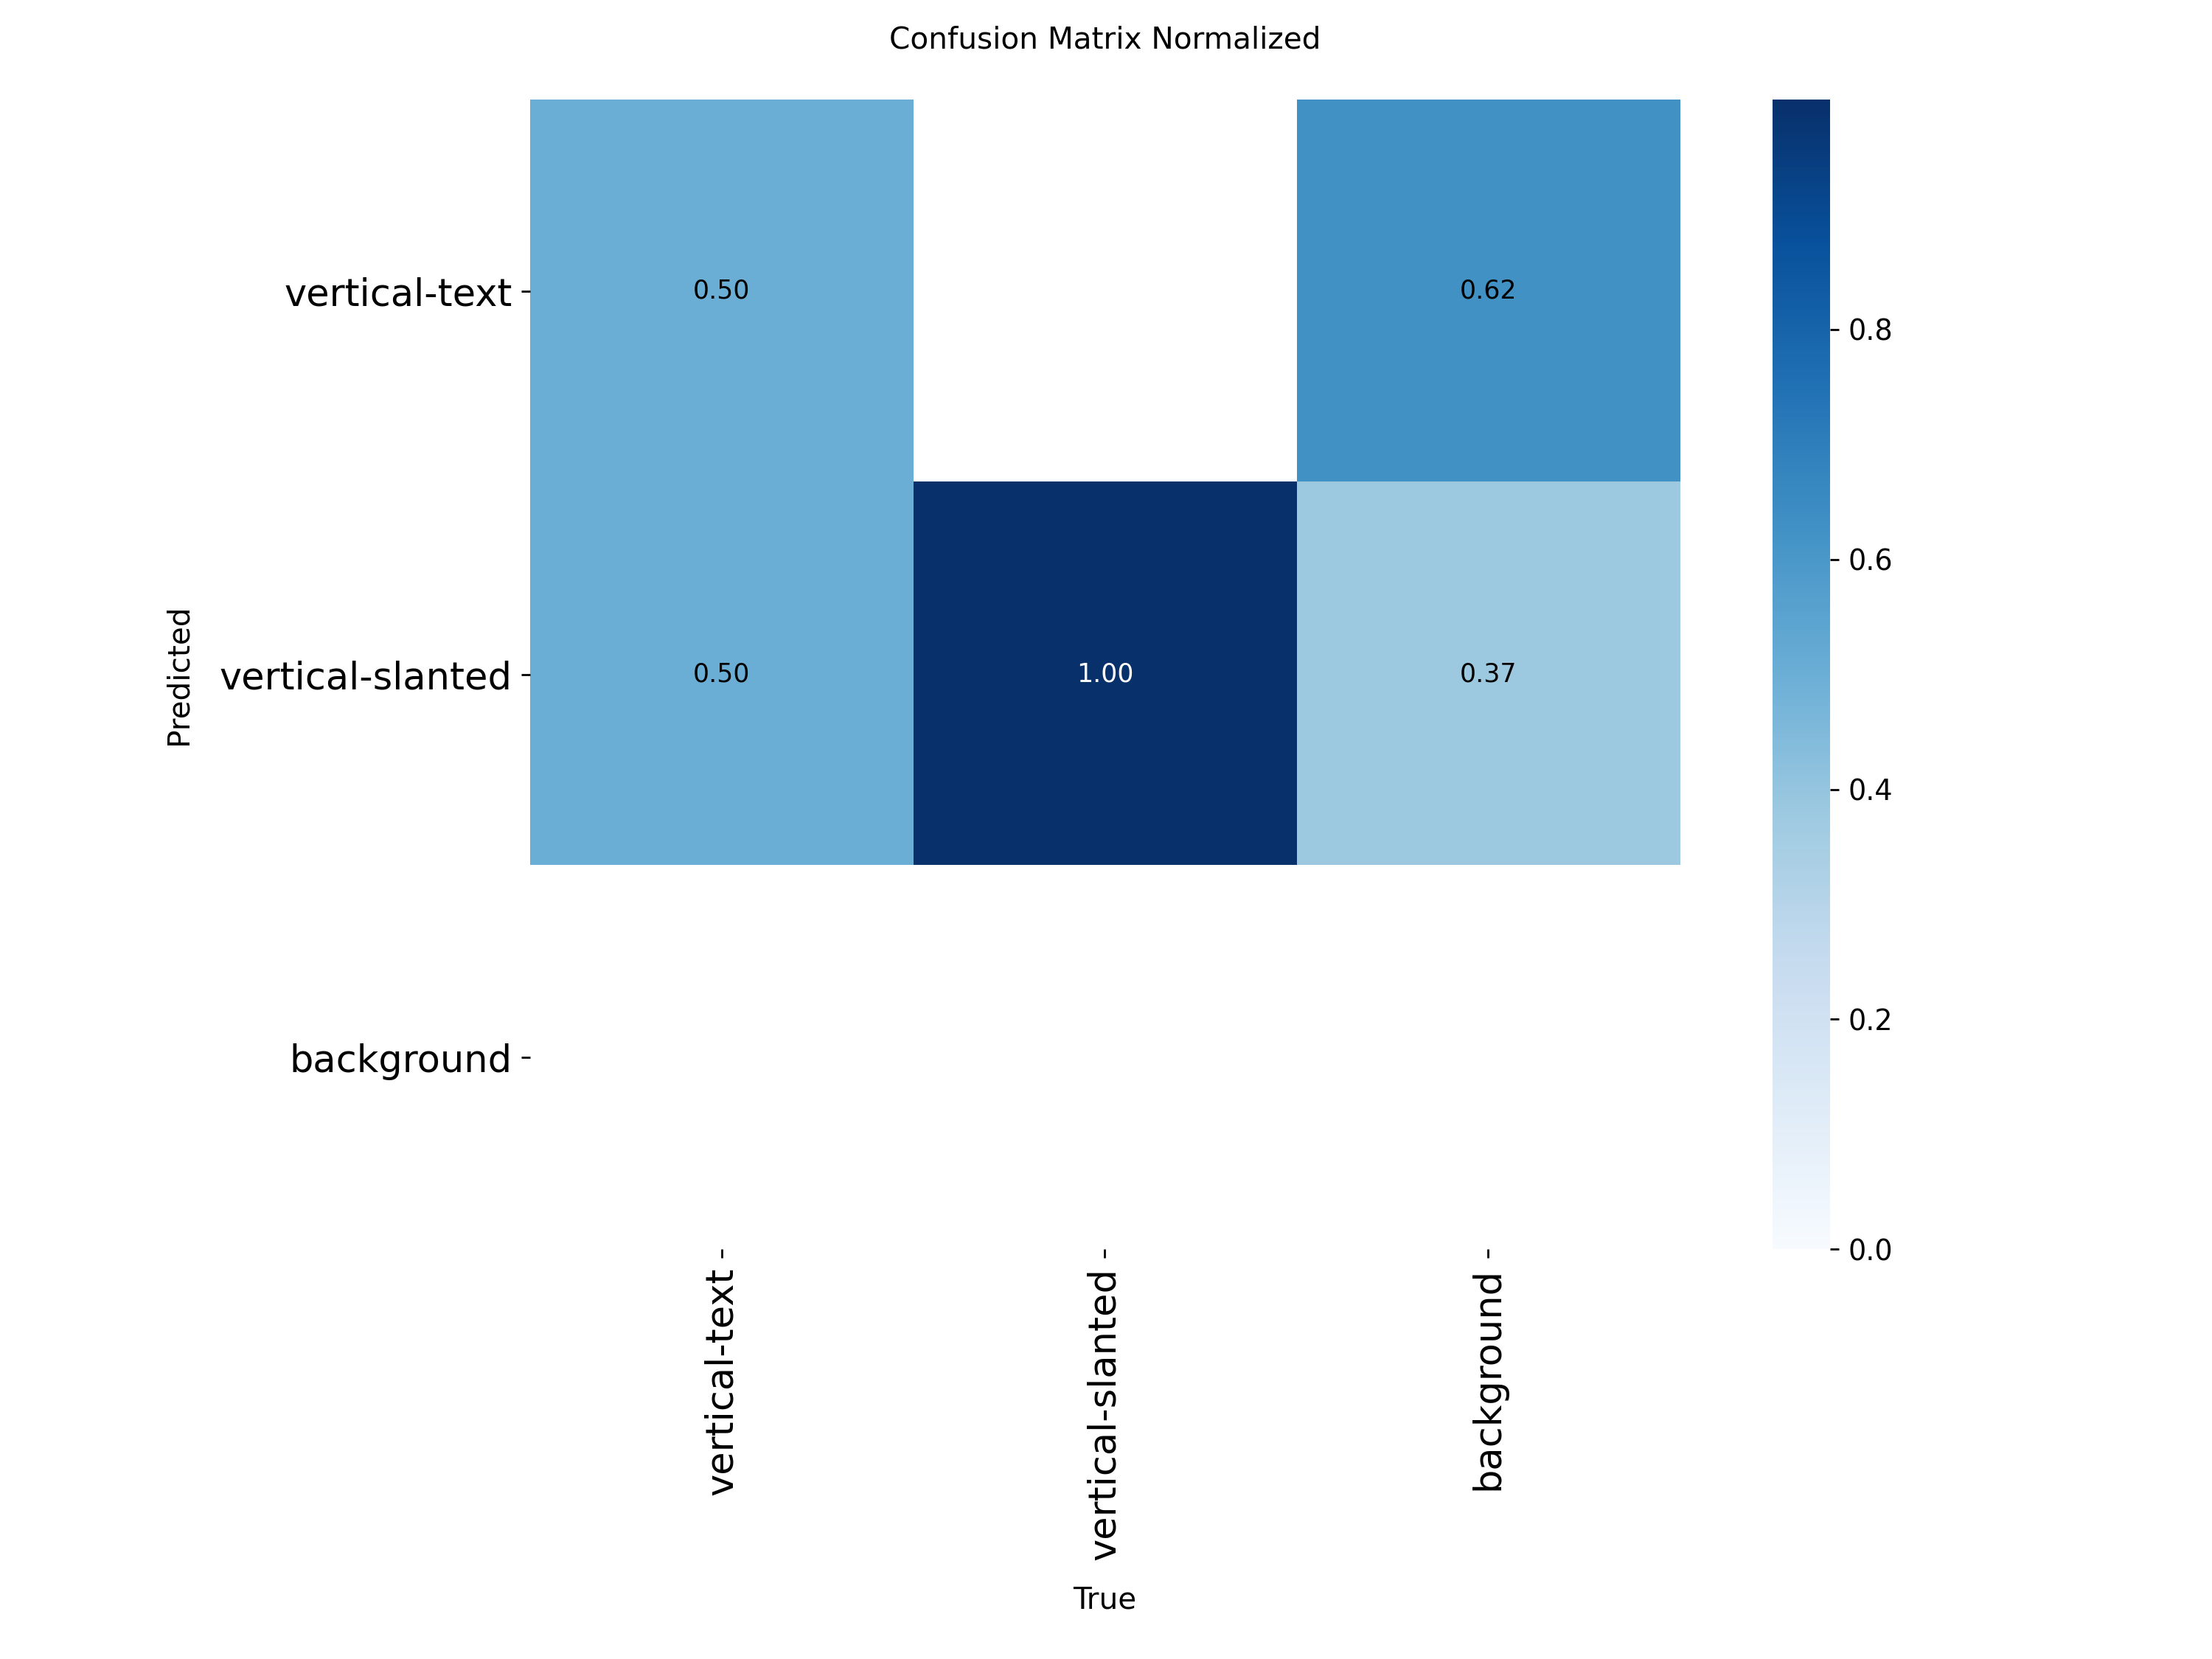 Confusion Matrix Normalized
vertical-text
0.50
0.62
0.8
0.6
Predicted
vertical-slanted
0.50
1.00
0.37
0.4
background
0.2
0.0
vertical-text
vertical-slanted
background
True